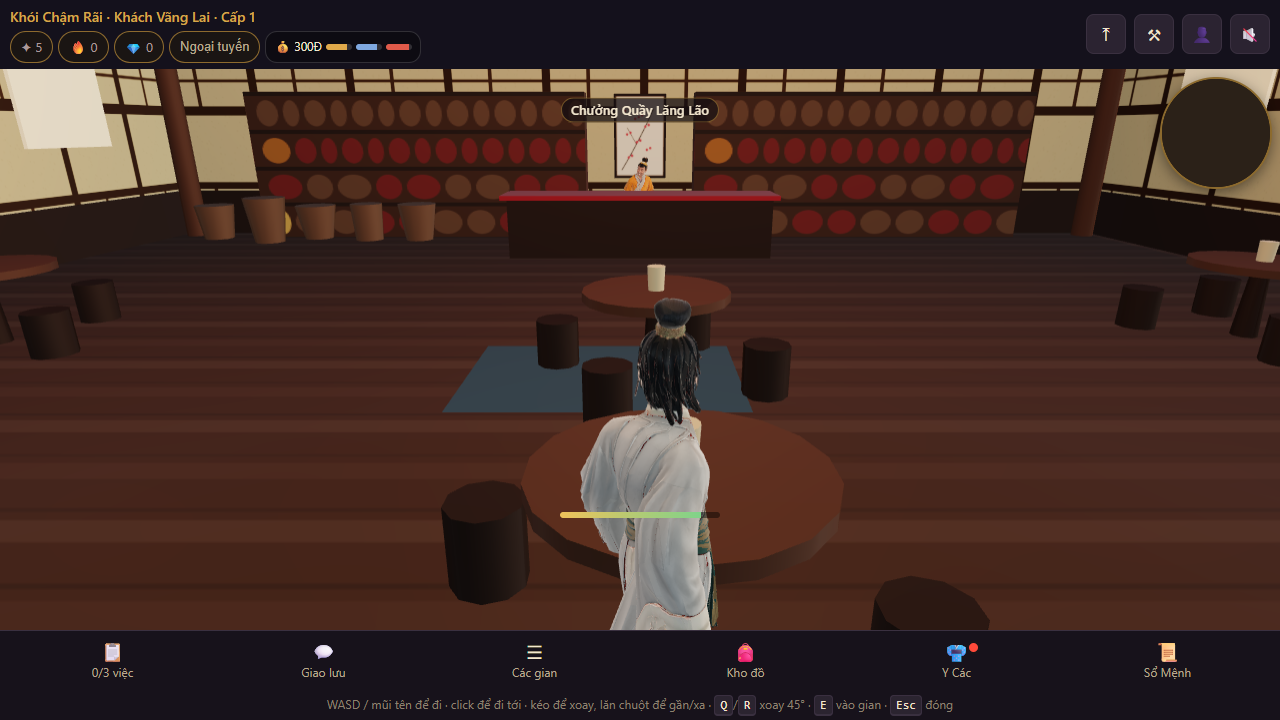 Khói Chậm Rãi · Khách Vãng Lai · Cấp 1
✦ 5
0
0
Ngoại tuyến
300Đ
Chưởng Quầy Lãng Lão
0/3 việc
Giao lưu
Các gian
Kho đồ
Y Các
Sổ Mệnh
WASD / mũi tên để đi · click để đi tới · kéo để xoay, lăn chuột để gần/xa · Q / R xoay 45° · E vào gian · Esc đóng